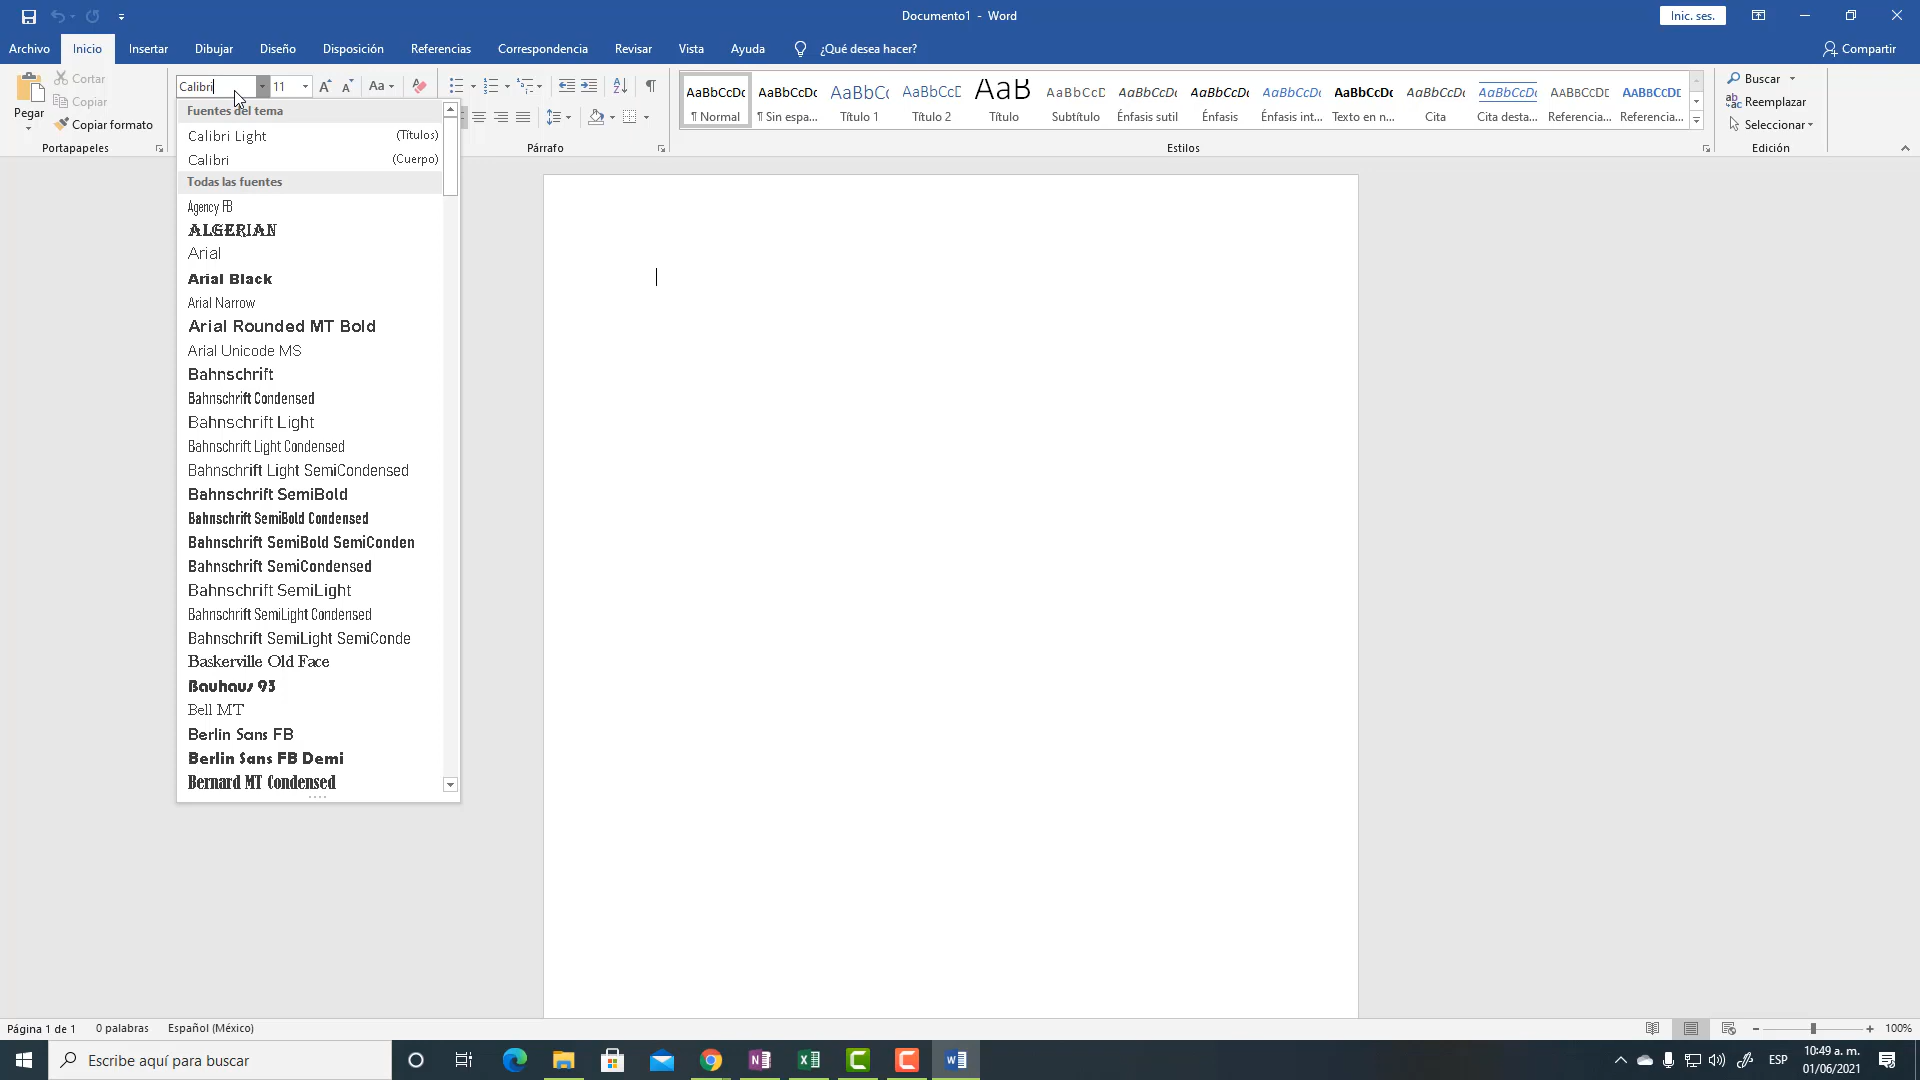 Documento1 - Word
Inic. ses.
Archivo Inicio Insertar Dibujar Diseño Disposición Referencias Correspondencia Revisar Vista Ayuda ¿Qué desea hacer? Compartir
Pegar
Cortar
Copiar
Copiar formato
Portapapeles
Calibri 11 Aa
Párrafo
AaBbCcDc AaBbCcDc AaBbCc AaBbCcD AaB AaBbCcD AaBbCcDc AaBbCcDc AaBbCcDc AaBbCcDc AaBbCcDc AaBbCcDc AABBCCDE AABBCCDE
¶ Normal ¶ Sin espa... Título 1 Título 2 Título Subtítulo Énfasis sutil Énfasis Énfasis int... Texto en n... Cita Cita desta... Referencia... Referencia...
Estilos
Buscar
Reemplazar
Seleccionar
Edición
Fuentes del tema
Calibri Light (Títulos)
Calibri (Cuerpo)
Todas las fuentes
Agency FB
ALGERIAN
Arial
Arial Black
Arial Narrow
Arial Rounded MT Bold
Arial Unicode MS
Bahnschrift
Bahnschrift Condensed
Bahnschrift Light
Bahnschrift Light Condensed
Bahnschrift Light SemiCondensed
Bahnschrift SemiBold
Bahnschrift SemiBold Condensed
Bahnschrift SemiBold SemiConden
Bahnschrift SemiCondensed
Bahnschrift SemiLight
Bahnschrift SemiLight Condensed
Bahnschrift SemiLight SemiConde
Baskerville Old Face
Bauhaus 93
Bell MT
Berlin Sans FB
Berlin Sans FB Demi
Bernard MT Condensed
Página 1 de 1 0 palabras Español (México) 100%
Escribe aquí para buscar
ESP
10:49 a. m.
01/06/2021